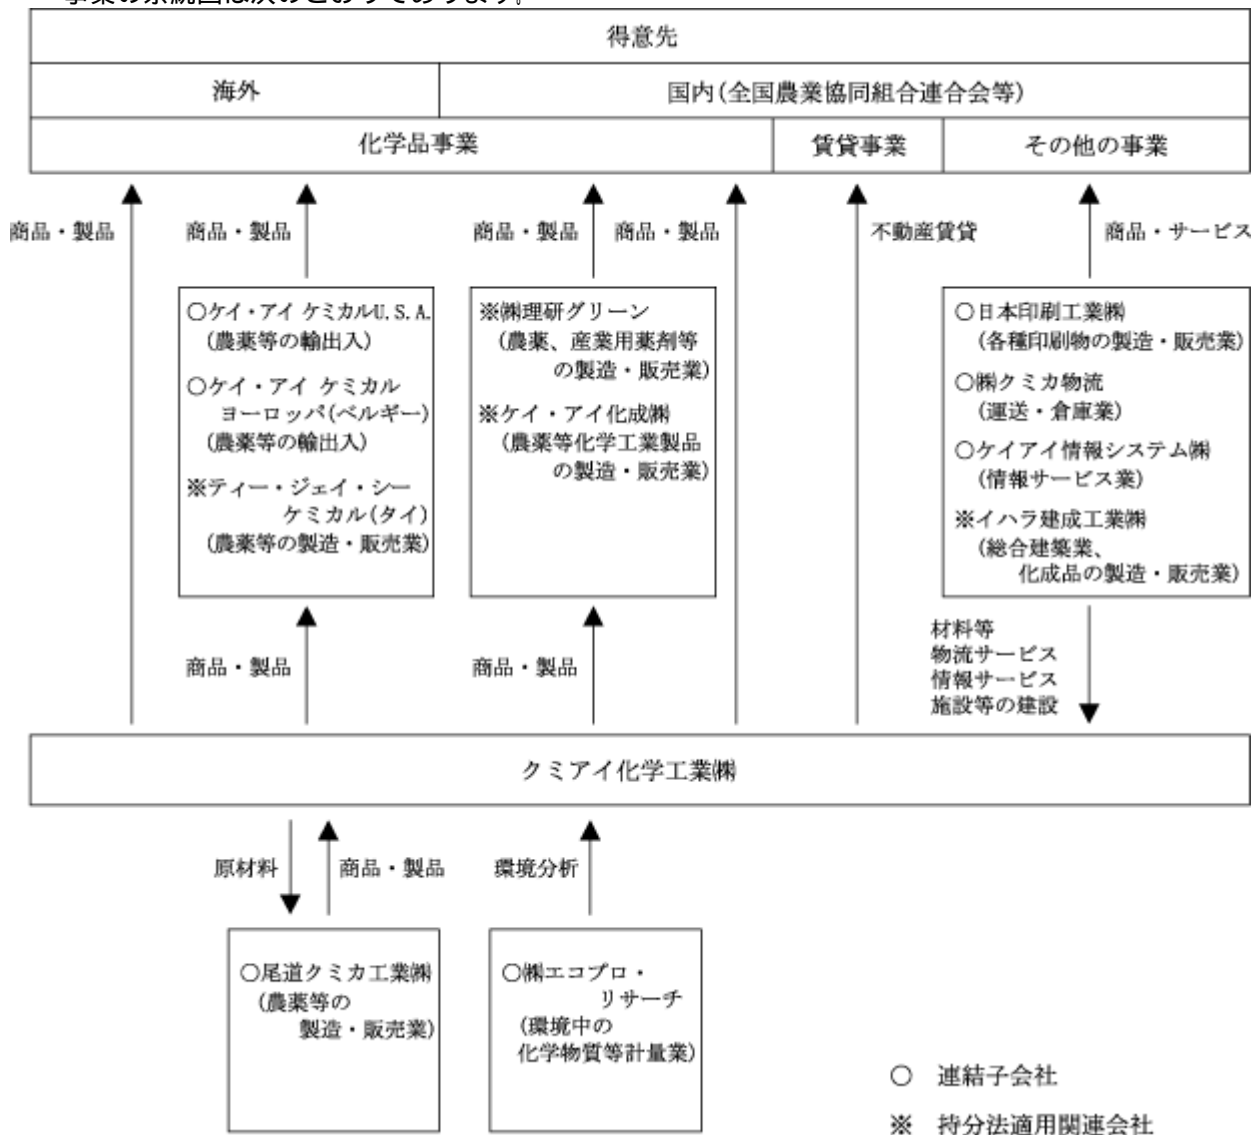 事業の系統図は次のとおりであります。
得意先
海外
国内(全国農業協同組合連合会等)
化学品事業
賃貸事業
その他の事業
商品・製品
商品・製品
商品・製品
商品・製品
不動産賃貸
商品・サービス
○ケイ・アイ ケミカルU.S.A.
(農薬等の輸出入)
○ケイ・アイ ケミカル
ヨーロッパ(ベルギー)
(農薬等の輸出入)
※ティー・ジェイ・シー
ケミカル(タイ)
(農薬等の製造・販売業)
※㈱理研グリーン
(農薬、産業用薬剤等
の製造・販売業)
※ケイ・アイ化成㈱
(農薬等化学工業製品
の製造・販売業)
○日本印刷工業㈱
(各種印刷物の製造・販売業)
○㈱クミカ物流
(運送・倉庫業)
○ケイアイ情報システム㈱
(情報サービス業)
※イハラ建成工業㈱
(総合建築業、
化成品の製造・販売業)
商品・製品
商品・製品
材料等
物流サービス
情報サービス
施設等の建設
クミアイ化学工業㈱
原材料
商品・製品
環境分析
○尾道クミカ工業㈱
(農薬等の
製造・販売業)
○㈱エコプロ・
リサーチ
(環境中の
化学物質等計量業)
○ 連結子会社
※ 持分法適用関連会社